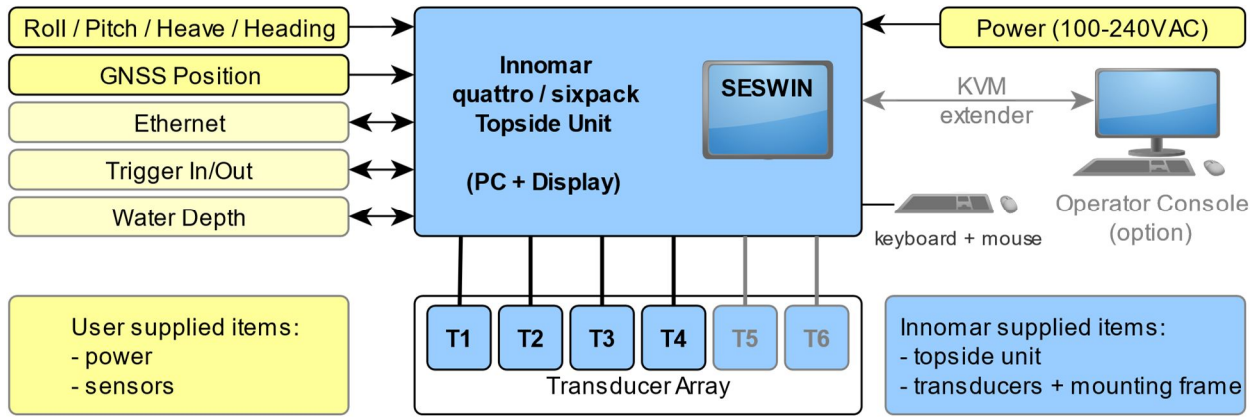 Roll / Pitch / Heave / Heading
GNSS Position
Ethernet
Trigger In/Out
Water Depth
Innomar
quattro / sixpack
Topside Unit
(PC + Display)
SESWIN
Power (100-240VAC)
KVM
extender
Operator Console
(option)
keyboard + mouse
User supplied items:
- power
- sensors
T1
T2
T3
T4
T5
T6
Transducer Array
Innomar supplied items:
- topside unit
- transducers + mounting frame